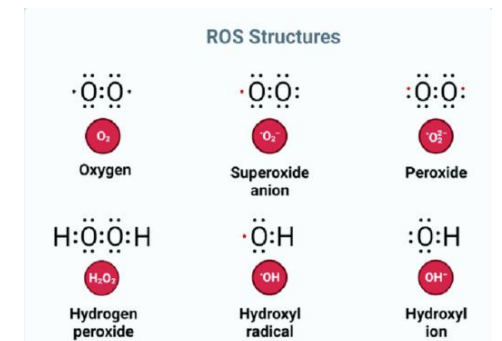 ROS Structures
·Ö:Ö· ·Ö:Ö: :Ö:Ö:
O₂ ·O₂⁻ ·O₂²⁻
Oxygen Superoxide anion Peroxide
H:Ö:Ö:H ·Ö:H :Ö:H
H₂O₂ ·OH OH⁻
Hydrogen peroxide Hydroxyl radical Hydroxyl ion